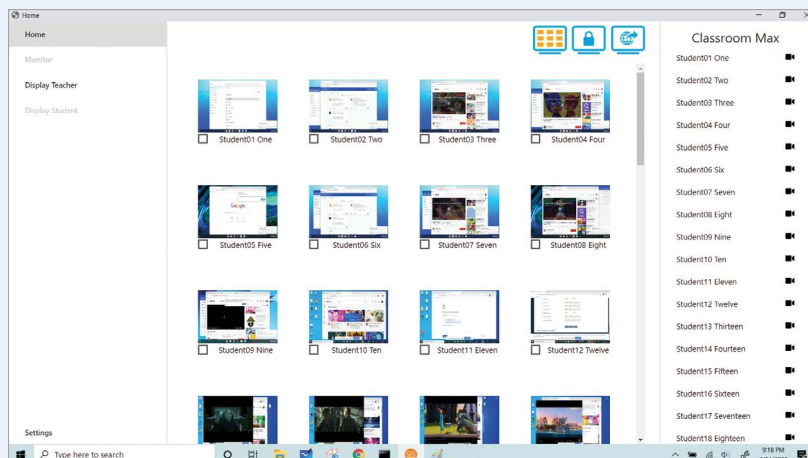 Home
Home
Monitor
Display Teacher
Display Student
Settings
Student01 One
Student02 Two
Student03 Three
Student04 Four
Google
Student05 Five
Student06 Six
Student07 Seven
Student08 Eight
Student09 Nine
Student10 Ten
Student11 Eleven
Student12 Twelve
Classroom Max
Student01 One
Student02 Two
Student03 Three
Student04 Four
Student05 Five
Student06 Six
Student07 Seven
Student08 Eight
Student09 Nine
Student10 Ten
Student11 Eleven
Student12 Twelve
Student13 Thirteen
Student14 Fourteen
Student15 Fifteen
Student16 Sixteen
Student17 Seventeen
Student18 Eighteen
Type here to search
9:18 PM